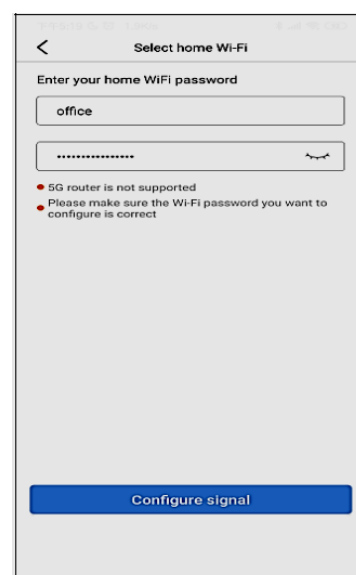 Select home Wi-Fi
Enter your home WiFi password
office
••••••••••••••••
5G router is not supported
Please make sure the Wi-Fi password you want to
configure is correct
Configure signal